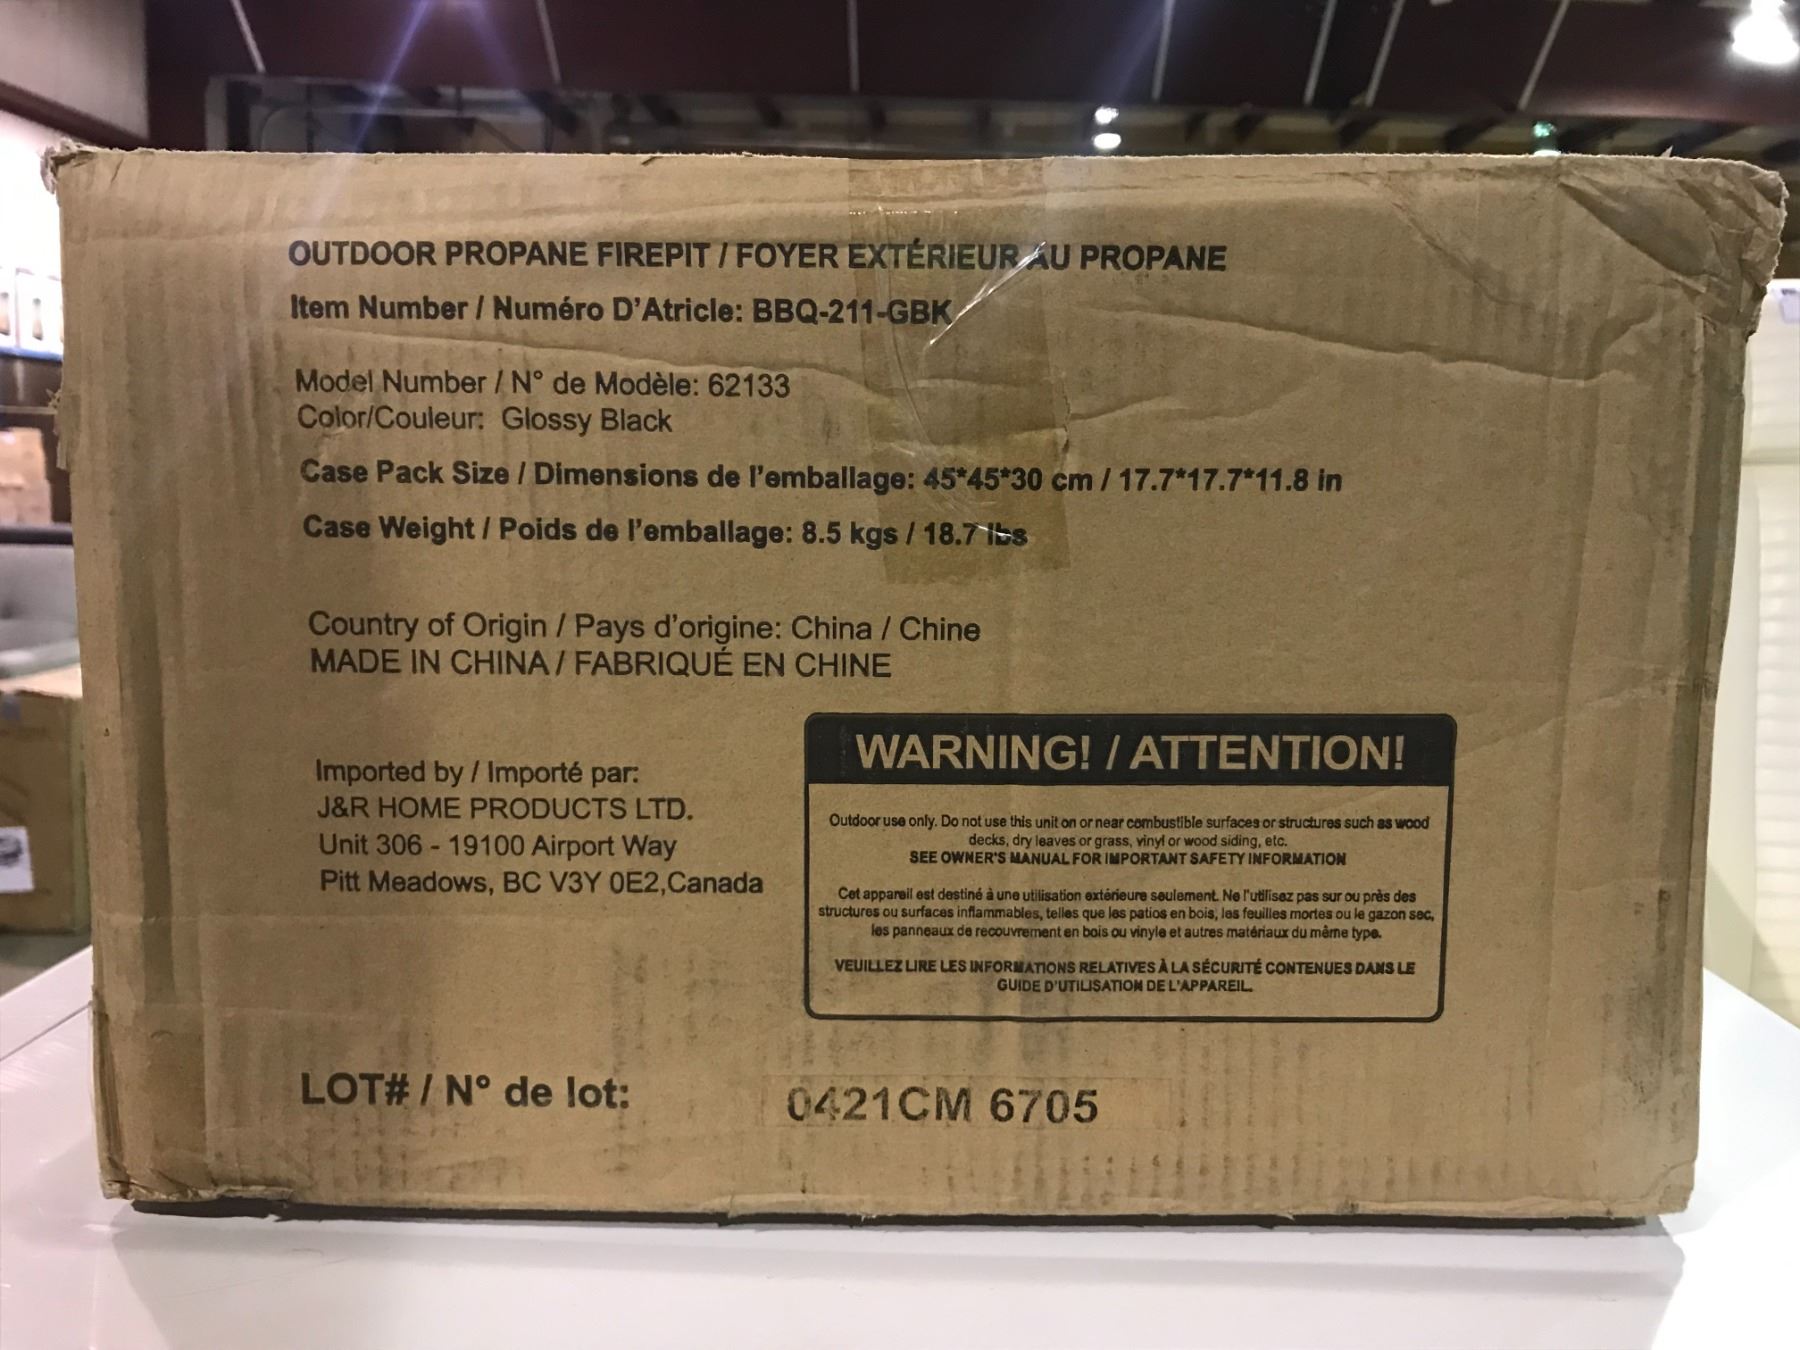 OUTDOOR PROPANE FIREPIT / FOYER EXTÉRIEUR AU PROPANE
Item Number / Numéro D'Atricle: BBQ-211-GBK
Model Number / N° de Modèle: 62133
Color/Couleur: Glossy Black
Case Pack Size / Dimensions de l'emballage: 45*45*30 cm / 17.7*17.7*11.8 in
Case Weight / Poids de l'emballage: 8.5 kgs / 18.7 lbs
Country of Origin / Pays d'origine: China / Chine
MADE IN CHINA / FABRIQUÉ EN CHINE
Imported by / Importé par:
J&R HOME PRODUCTS LTD.
Unit 306 - 19100 Airport Way
Pitt Meadows, BC V3Y 0E2,Canada
WARNING! / ATTENTION!
Outdoor use only. Do not use this unit on or near combustible surfaces or structures such as wood
decks, dry leaves or grass, vinyl or wood siding, etc.
SEE OWNER'S MANUAL FOR IMPORTANT SAFETY INFORMATION
Cet appareil est destiné à une utilisation extérieure seulement. Ne l'utilisez pas sur ou près des
structures ou surfaces inflammables, telles que les patios en bois, les feuilles mortes ou le gazon sec,
les panneaux de recouvrement en bois ou vinyle et autres matériaux du même type.
VEUILLEZ LIRE LES INFORMATIONS RELATIVES À LA SÉCURITÉ CONTENUES DANS LE
GUIDE D'UTILISATION DE L'APPAREIL.
LOT# / N° de lot: 0421CM 6705